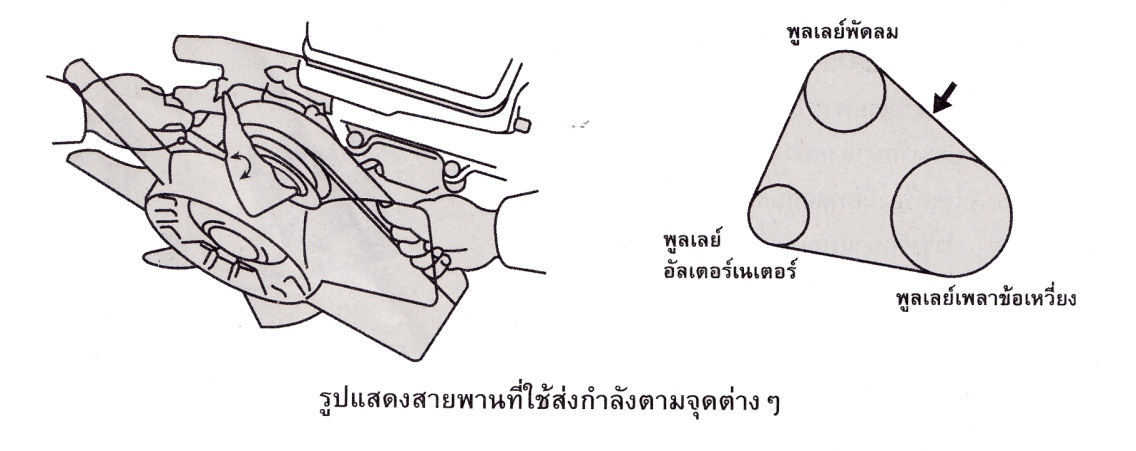 พูลเลย์พัดลม
พูลเลย์
อัลเตอร์เนเตอร์
พูลเลย์เพลาข้อเหวี่ยง
รูปแสดงสายพานที่ใช้ส่งกำลังตามจุดต่าง ๆ